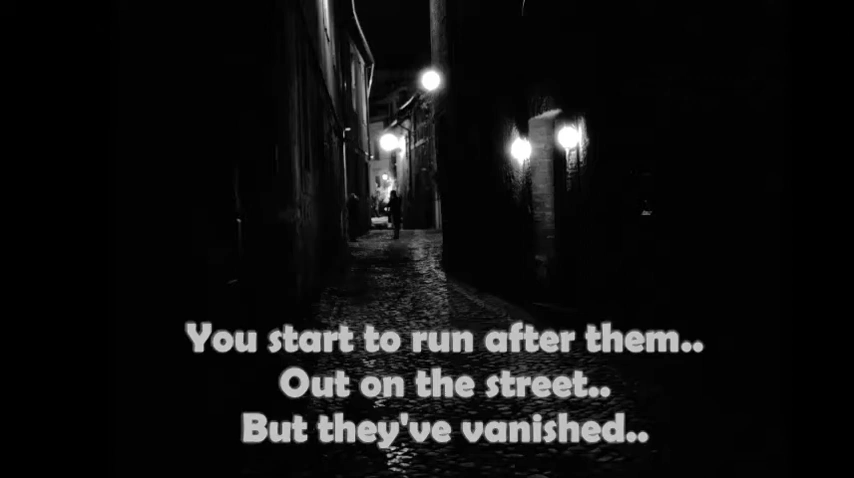 You start to run after them..
Out on the street..
But they've vanished..